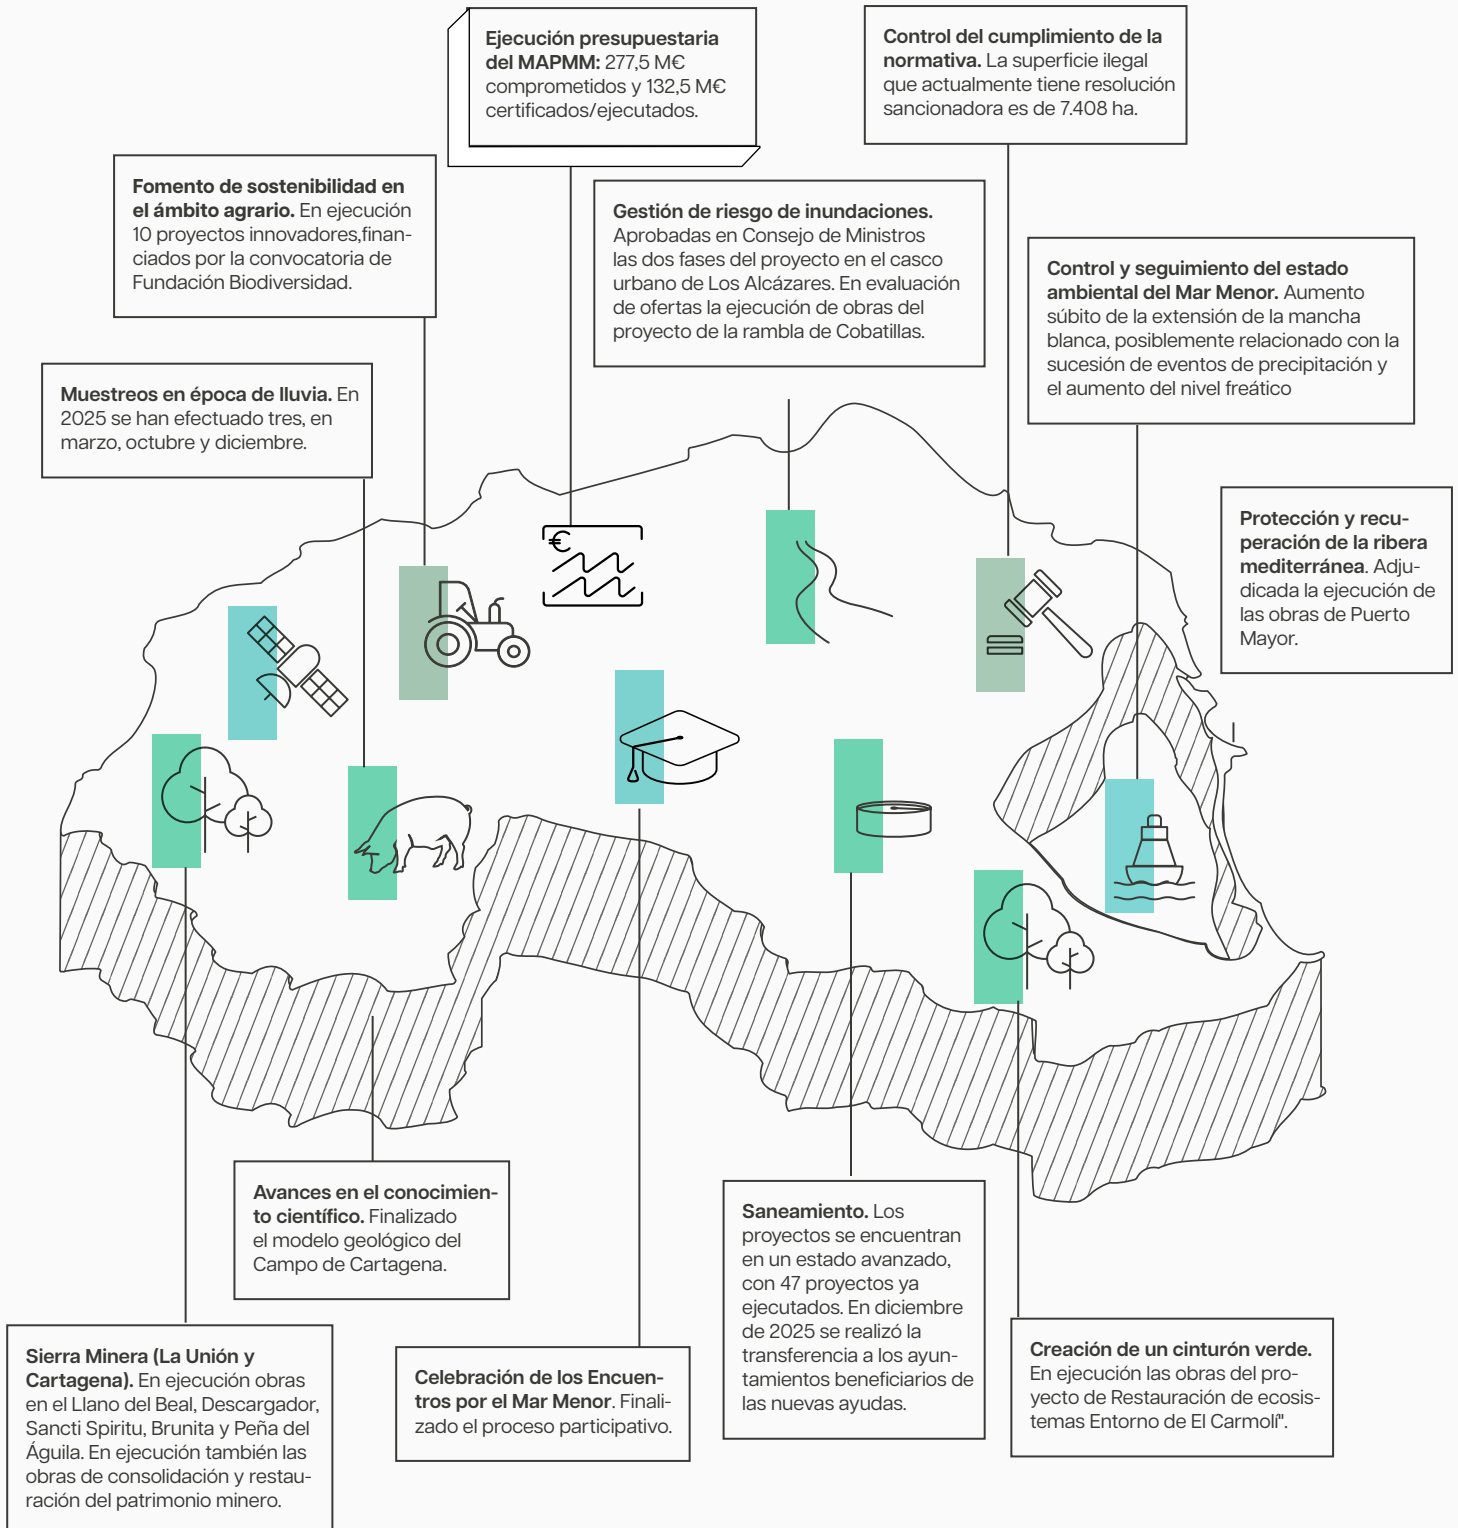 Ejecución presupuestaria
del MAPMM: 277,5 M€
comprometidos y 132,5 M€
certificados/ejecutados.
Control del cumplimiento de la
normativa. La superficie ilegal
que actualmente tiene resolución
sancionadora es de 7.408 ha.
Fomento de sostenibilidad en
el ámbito agrario. En ejecución
10 proyectos innovadores,finan-
ciados por la convocatoria de
Fundación Biodiversidad.
Gestión de riesgo de inundaciones.
Aprobadas en Consejo de Ministros
las dos fases del proyecto en el casco
urbano de Los Alcázares. En evaluación
de ofertas la ejecución de obras del
proyecto de la rambla de Cobatillas.
Control y seguimiento del estado
ambiental del Mar Menor. Aumento
súbito de la extensión de la mancha
blanca, posiblemente relacionado con la
sucesión de eventos de precipitación y
el aumento del nivel freático
Muestreos en época de lluvia. En
2025 se han efectuado tres, en
marzo, octubre y diciembre.
Protección y recu-
peración de la ribera
mediterránea. Adju-
dicada la ejecución de
las obras de Puerto
Mayor.
€
Avances en el conocimien-
to científico. Finalizado
el modelo geológico del
Campo de Cartagena.
Saneamiento. Los
proyectos se encuentran
en un estado avanzado,
con 47 proyectos ya
ejecutados. En diciembre
de 2025 se realizó la
transferencia a los ayun-
tamientos beneficiarios de
las nuevas ayudas.
Sierra Minera (La Unión y
Cartagena). En ejecución obras
en el Llano del Beal, Descargador,
Sancti Spiritu, Brunita y Peña del
Águila. En ejecución también las
obras de consolidación y restau-
ración del patrimonio minero.
Celebración de los Encuen-
tros por el Mar Menor. Finali-
zado el proceso participativo.
Creación de un cinturón verde.
En ejecución las obras del pro-
yecto de Restauración de ecosis-
temas Entorno de El Carmolí".